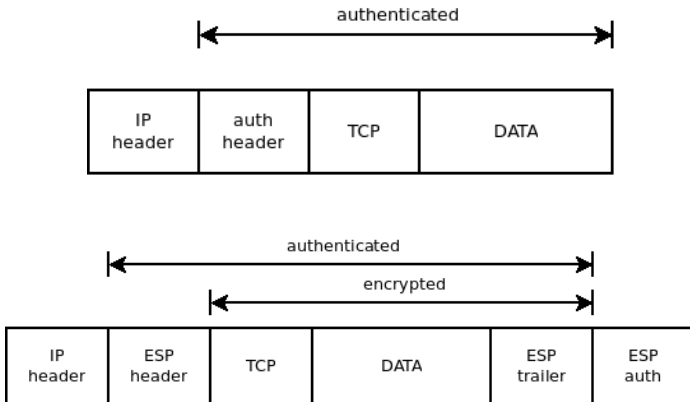 authenticated
IP header
auth header
TCP
DATA
authenticated
encrypted
IP header
ESP header
TCP
DATA
ESP trailer
ESP auth